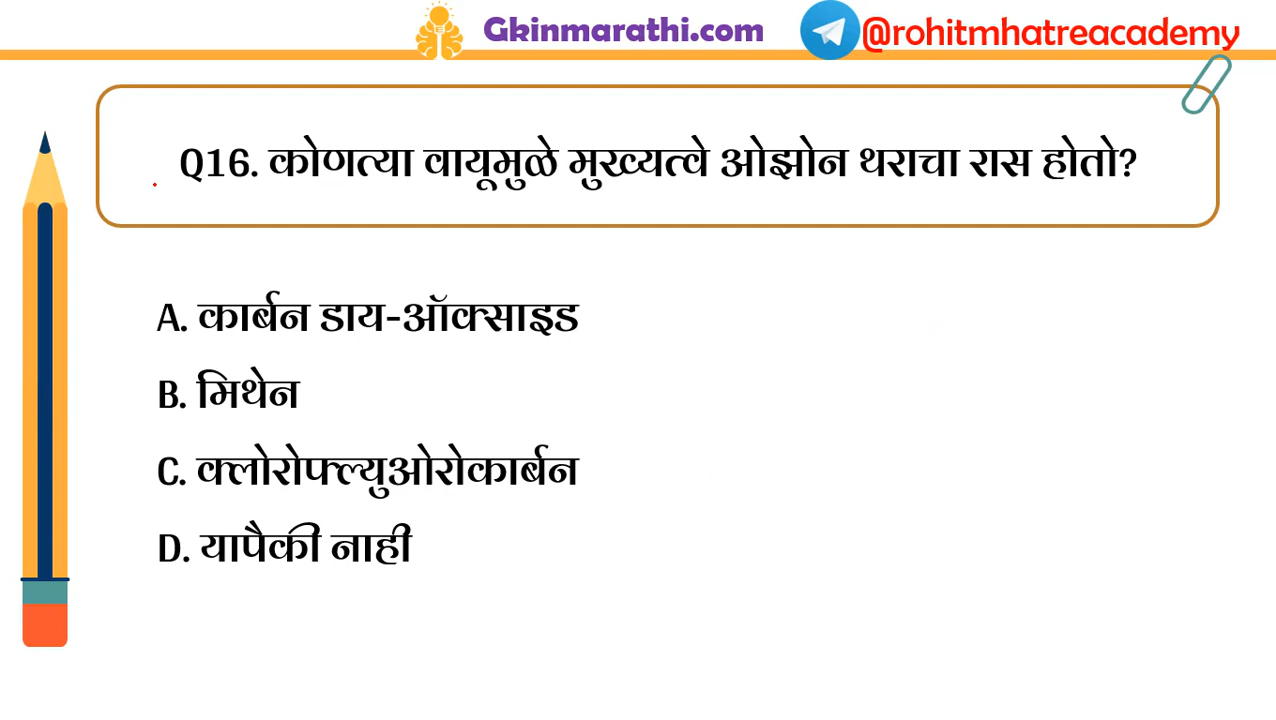 Gkinmarathi.com
@rohitmhatreacademy
Q16. कोणत्या वायूमुळे मुख्यत्वे ओझोन थराचा रास होतो?
A. कार्बन डाय-ऑक्साइड
B. मिथेन
C. क्लोरोफ्ल्युओरोकार्बन
D. यापैकी नाही